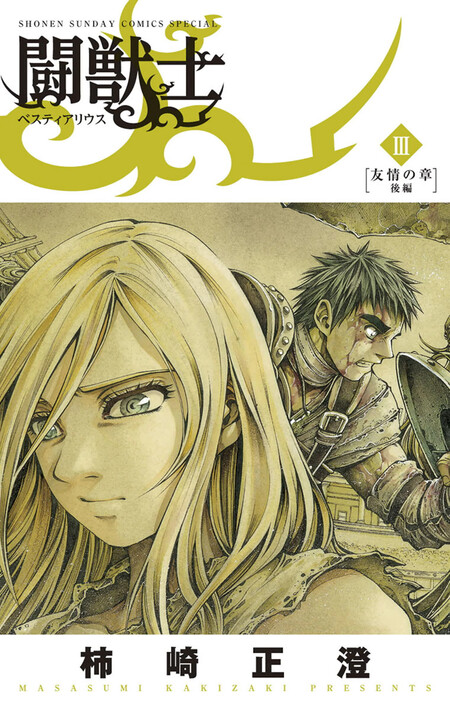 SHONEN SUNDAY COMICS SPECIAL
闘獣士
ベスティアリウス
III
[友情の章]
後編
柿崎正澄
MASASUMI KAKIZAKI PRESENTS